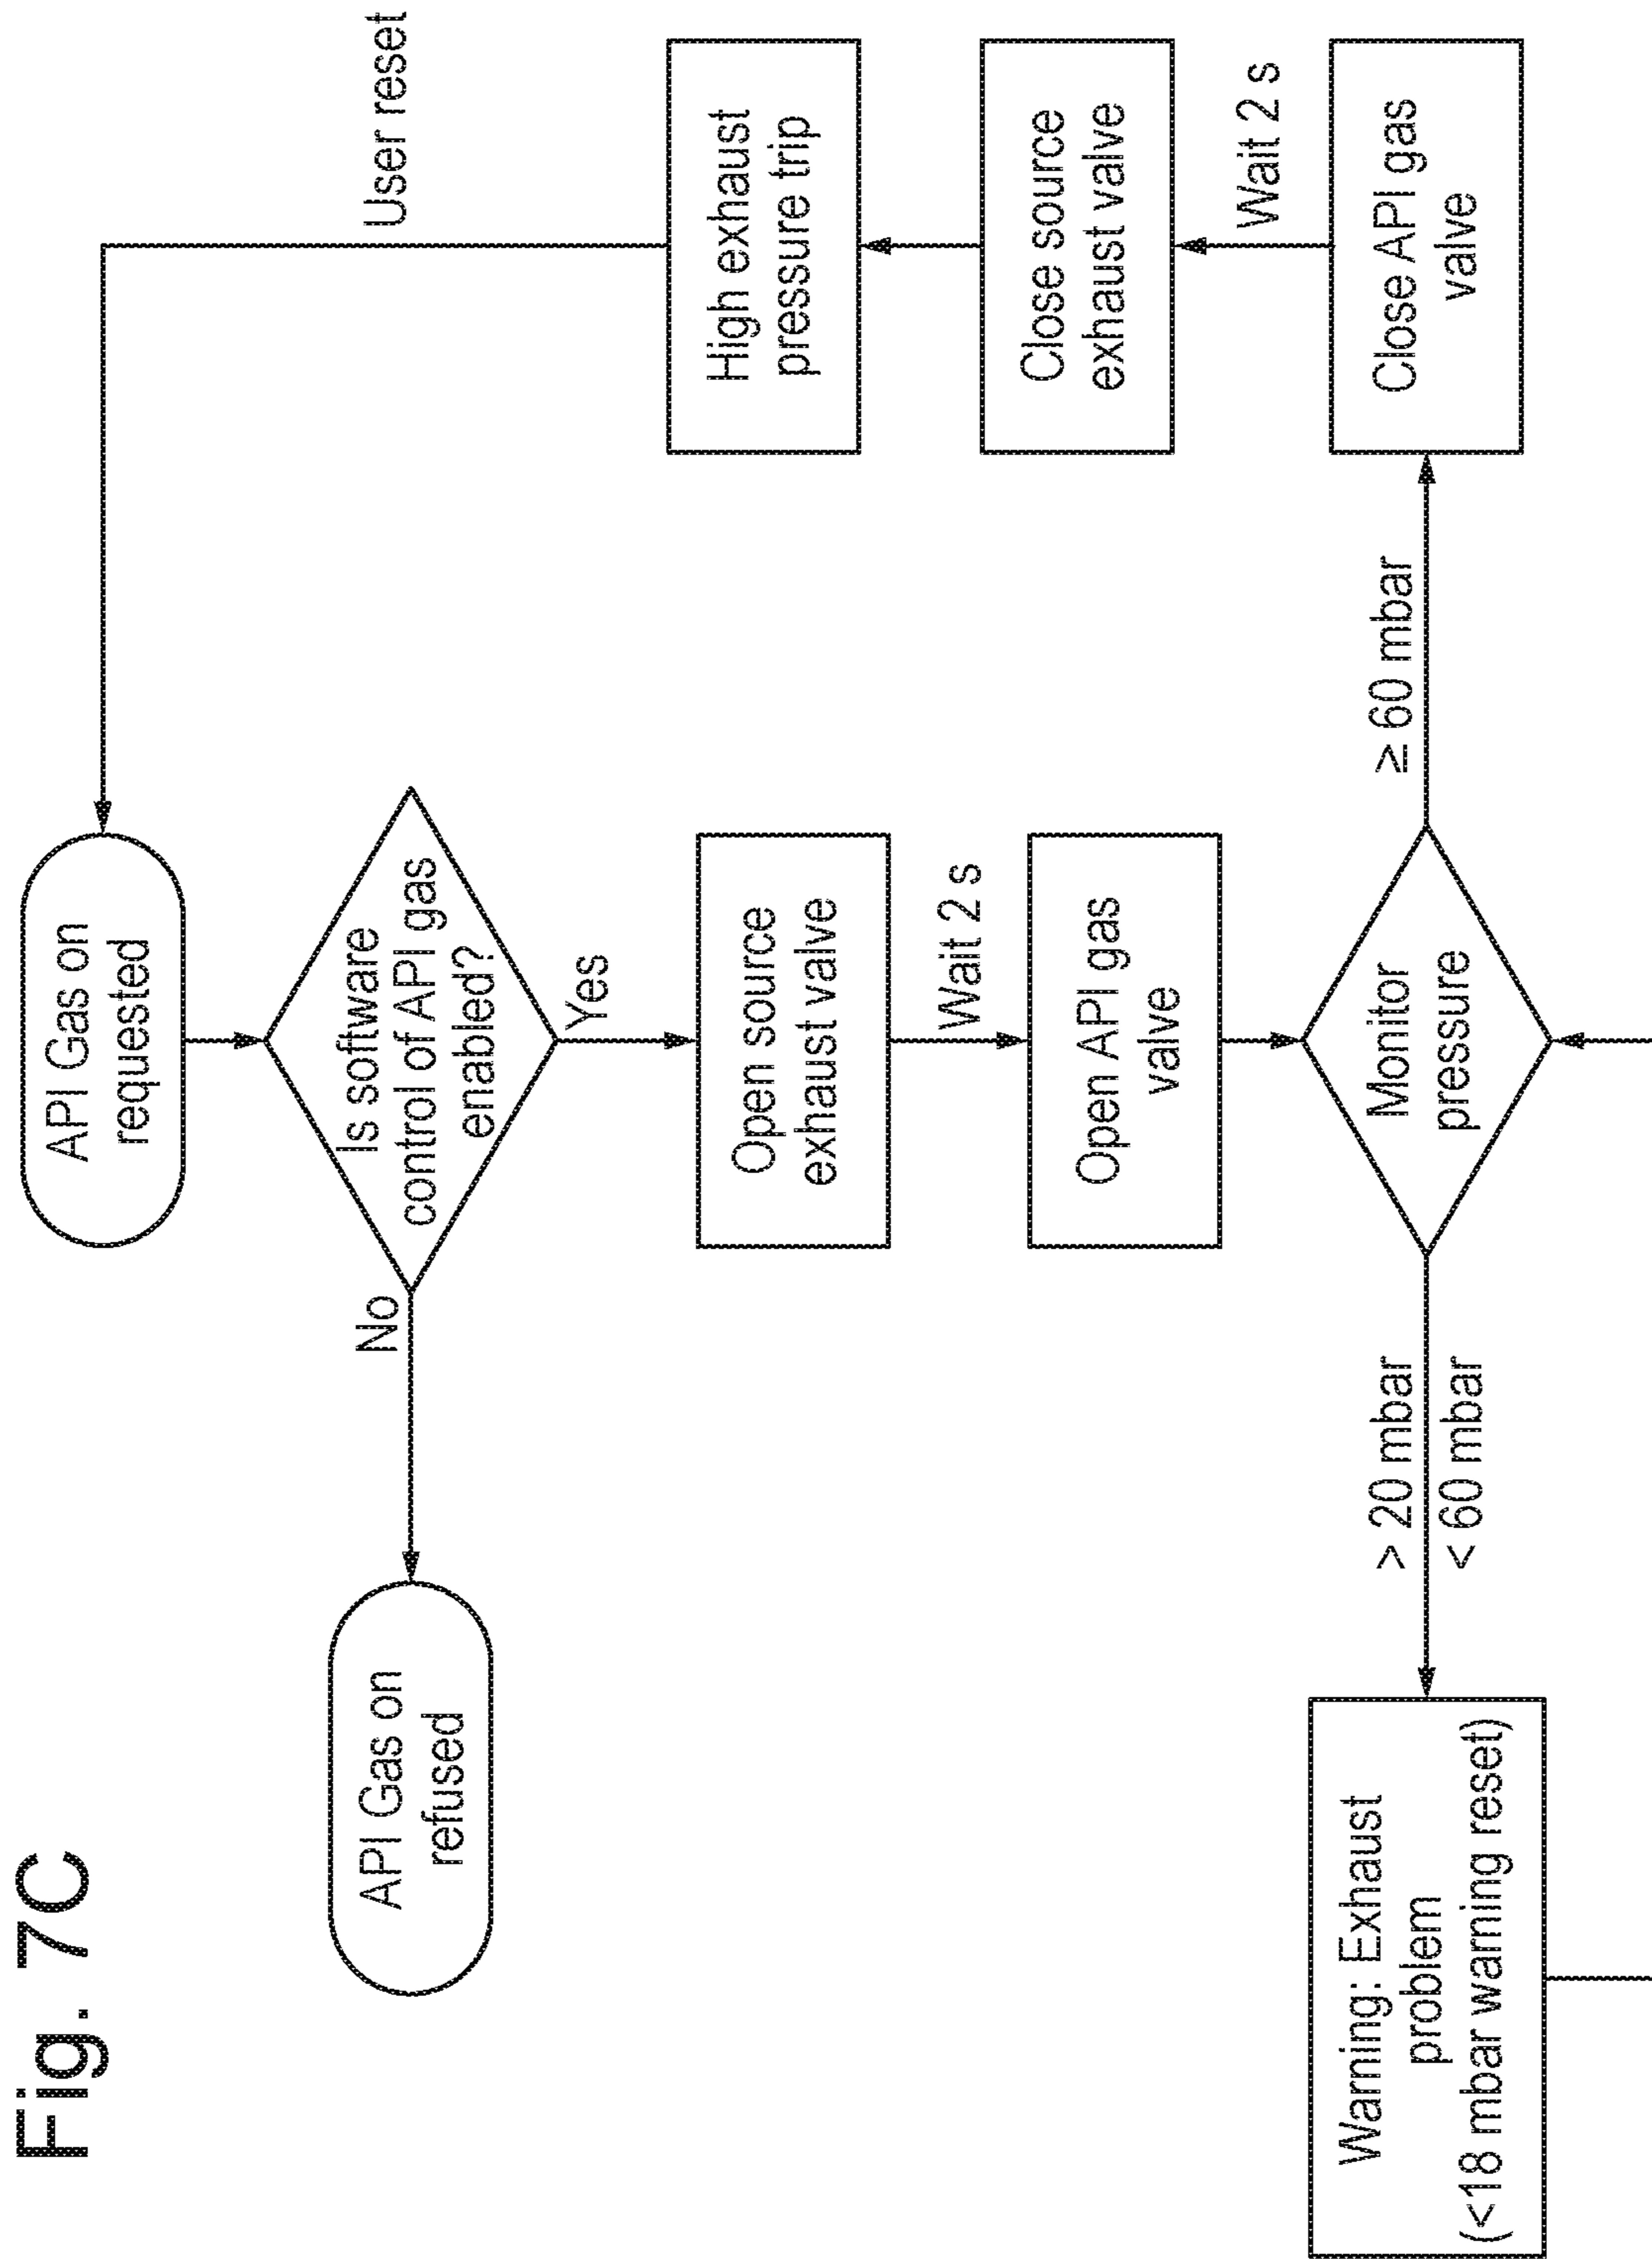 Fig. 7C
API Gas on
requested
User reset
Is software
control of API gas
enabled?
No
Yes
API Gas on
refused
Open source
exhaust valve
Wait 2 s
Open API gas
valve
Monitor
pressure
> 20 mbar
< 60 mbar
≥ 60 mbar
Warning: Exhaust
problem
(<18 mbar warning reset)
Close API gas
valve
Wait 2 s
Close source
exhaust valve
High exhaust
pressure trip